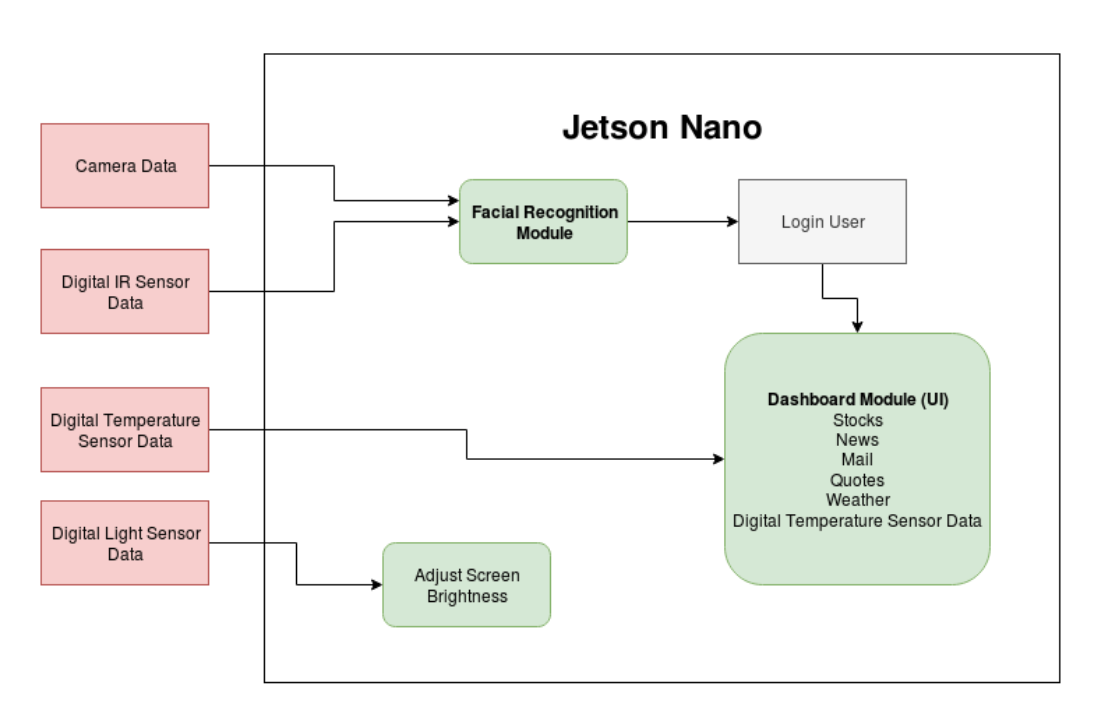 Jetson Nano
Camera Data
Facial Recognition
Module
Login User
Digital IR Sensor
Data
Digital Temperature
Sensor Data
Dashboard Module (UI)
Stocks
News
Mail
Quotes
Weather
Digital Temperature Sensor Data
Digital Light Sensor
Data
Adjust Screen
Brightness